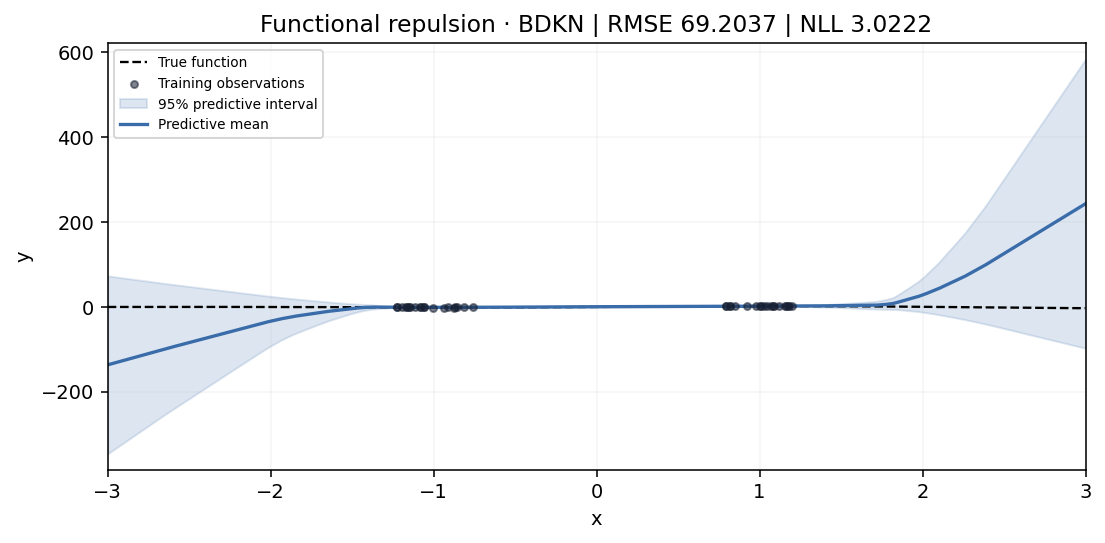 Functional repulsion · BDKN | RMSE 69.2037 | NLL 3.0222
True function
Training observations
95% predictive interval
Predictive mean
600
400
200
0
−200
y
−3
−2
−1
0
1
2
3
x